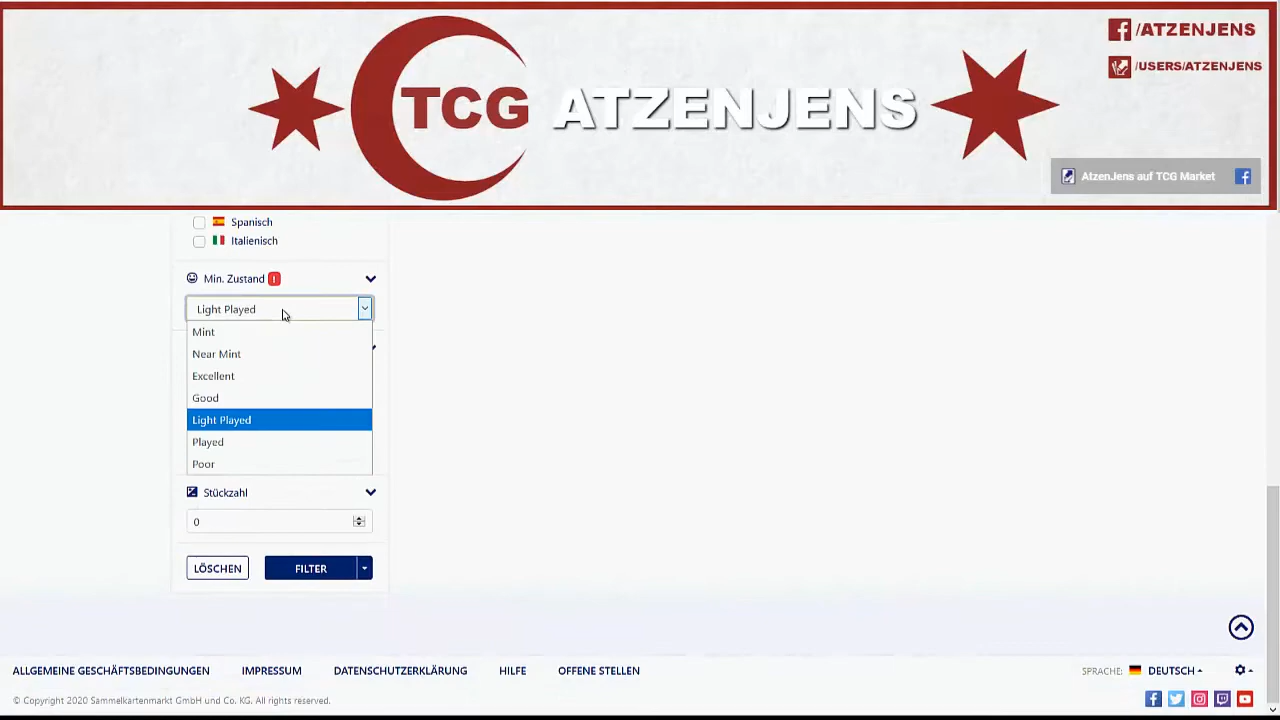 /ATZENJENS
/USERS/ATZENJENS
TCG ATZENJENS
AtzenJens auf TCG Market
Spanisch
Italienisch
Min. Zustand !
Light Played
Mint
Near Mint
Excellent
Good
Light Played
Played
Poor
Stückzahl
0
LÖSCHEN FILTER
ALLGEMEINE GESCHÄFTSBEDINGUNGEN IMPRESSUM DATENSCHUTZERKLÄRUNG HILFE OFFENE STELLEN SPRACHE: DEUTSCH
© Copyright 2020 Sammelkartenmarkt GmbH und Co. KG. All rights reserved.